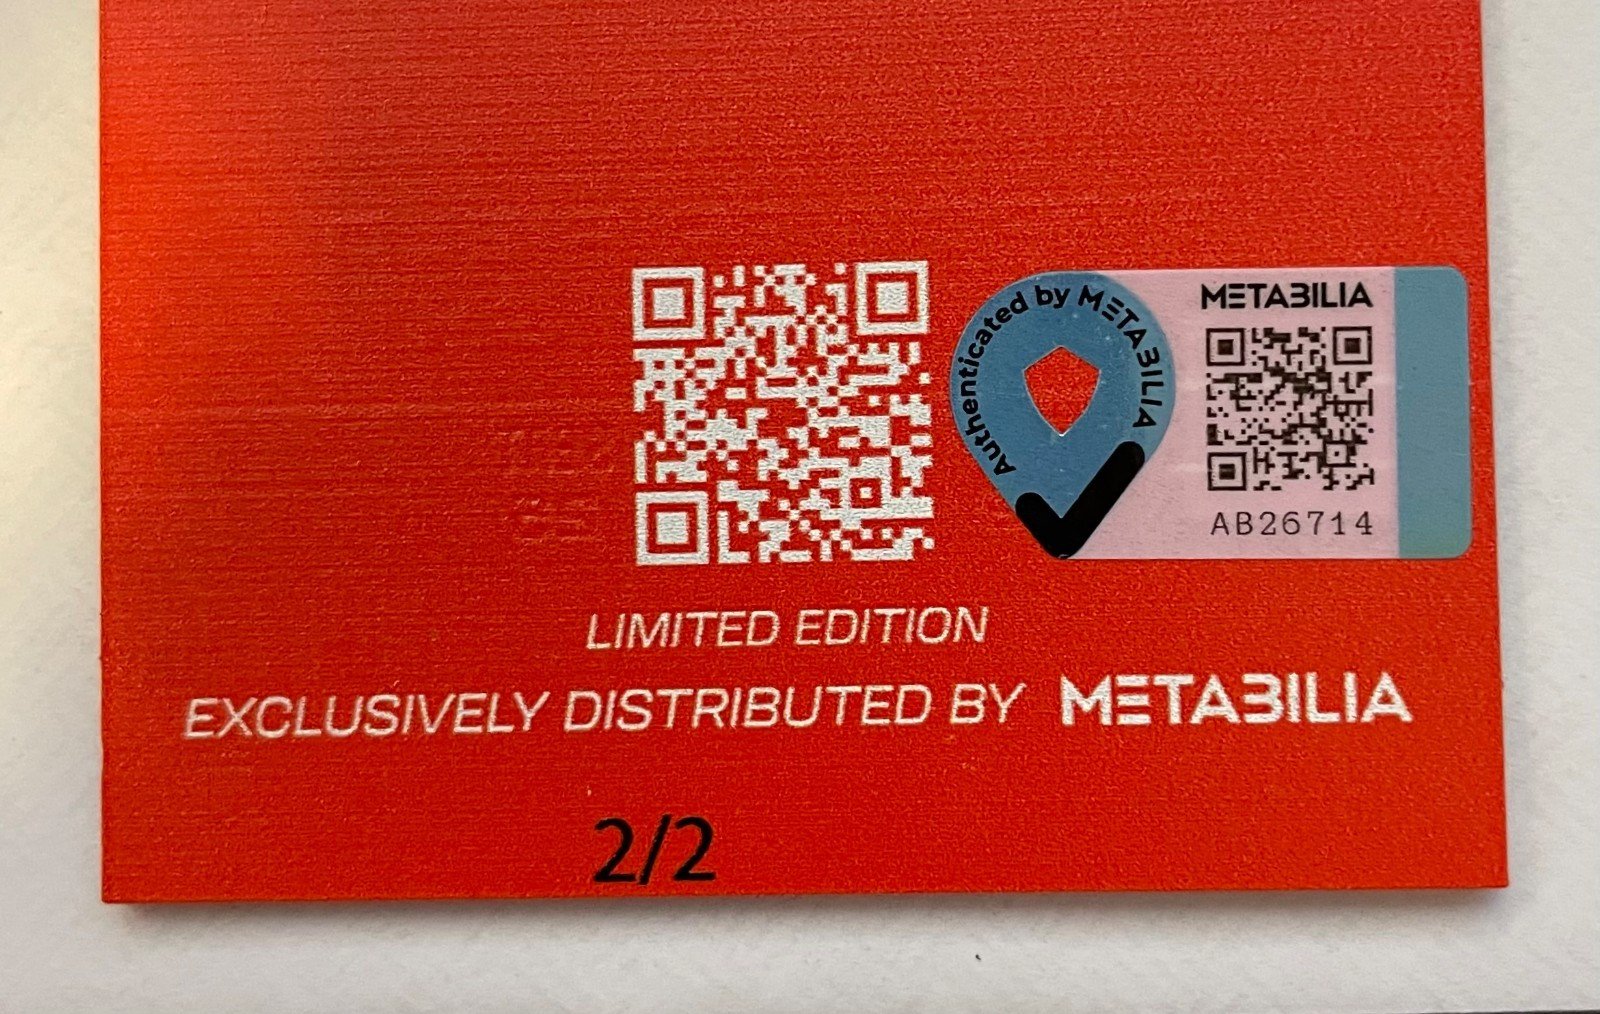 Authenticated by METABILIA
METABILIA
AB26714
LIMITED EDITION
EXCLUSIVELY DISTRIBUTED BY METABILIA
2/2